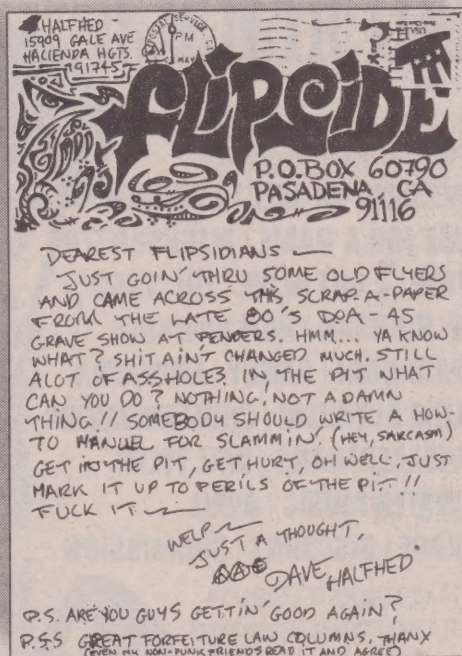 HALFHED -
15909 GALE AVE
HACIENDA HGTS.
91745
POSTAL SERVICE
PM
MAY
FLIPCIDE
P.O.BOX 60790
PASADENA CA
91116
DEAREST FLIPSIDIANS —
JUST GOIN' THRU SOME OLD FLYERS
AND CAME ACROSS THIS SCRAP-A-PAPER
FROM THE LATE 80'S DOA - 45
GRAVE SHOW AT FENDERS. HMM... YA KNOW
WHAT? SHIT AIN'T CHANGED MUCH. STILL
ALOT OF ASSHOLES IN THE PIT WHAT
CAN YOU DO? NOTHING, NOT A DAMN
THING!! SOMEBODY SHOULD WRITE A HOW-
TO MANUEL FOR SLAMMIN'. (HEY, SARCASM)
GET IN THE PIT, GET HURT, OH WELL, JUST
MARK IT UP TO PERILS OF THE PIT!!
FUCK IT —
WELP —
JUST A THOUGHT,
DAVE HALFHED
P.S. ARE YOU GUYS GETTIN' GOOD AGAIN?
P.S.S GREAT FORFEITURE LAW COLUMNS, THANX
(EVEN MY NON-PUNK FRIENDS READ IT AND AGREE)